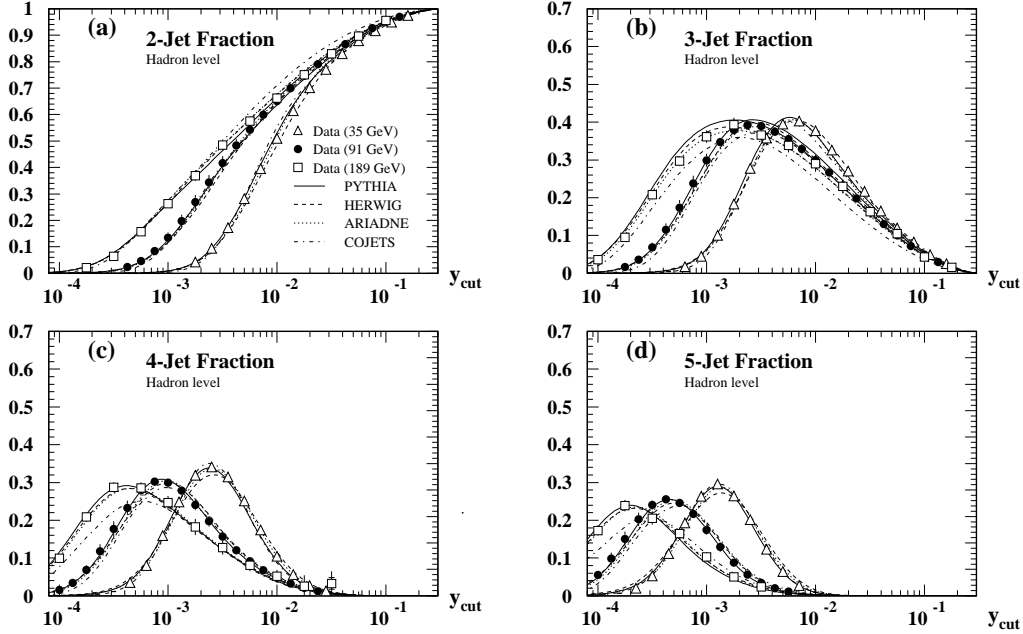 (a)
2-Jet Fraction
Hadron level
1
0.9
0.8
0.7
0.6
0.5
0.4
0.3
0.2
0.1
0
Data (35 GeV)
Data (91 GeV)
Data (189 GeV)
PYTHIA
HERWIG
ARIADNE
COJETS
10-4 10-3 10-2 10-1 ycut
(b)
3-Jet Fraction
Hadron level
0.7
0.6
0.5
0.4
0.3
0.2
0.1
0
10-4 10-3 10-2 10-1 ycut
(c)
4-Jet Fraction
Hadron level
0.7
0.6
0.5
0.4
0.3
0.2
0.1
0
10-4 10-3 10-2 10-1 ycut
(d)
5-Jet Fraction
Hadron level
0.7
0.6
0.5
0.4
0.3
0.2
0.1
0
10-4 10-3 10-2 10-1 ycut